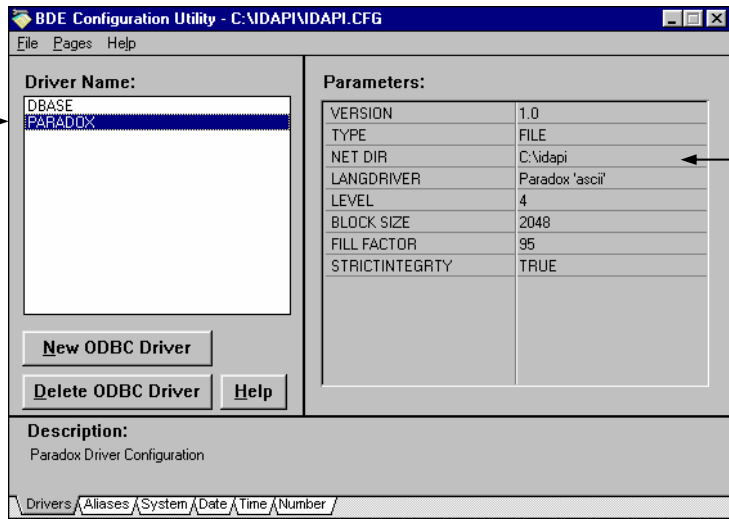 BDE Configuration Utility - C:\IDAPI\IDAPI.CFG
File Pages Help
Driver Name:
DBASE
PARADOX
New ODBC Driver
Delete ODBC Driver Help
Parameters:
VERSION 1.0
TYPE FILE
NET DIR C:\idapi
LANGDRIVER Paradox 'ascii'
LEVEL 4
BLOCK SIZE 2048
FILL FACTOR 95
STRICTINTEGRTY TRUE
Description:
Paradox Driver Configuration
Drivers Aliases System Date Time Number